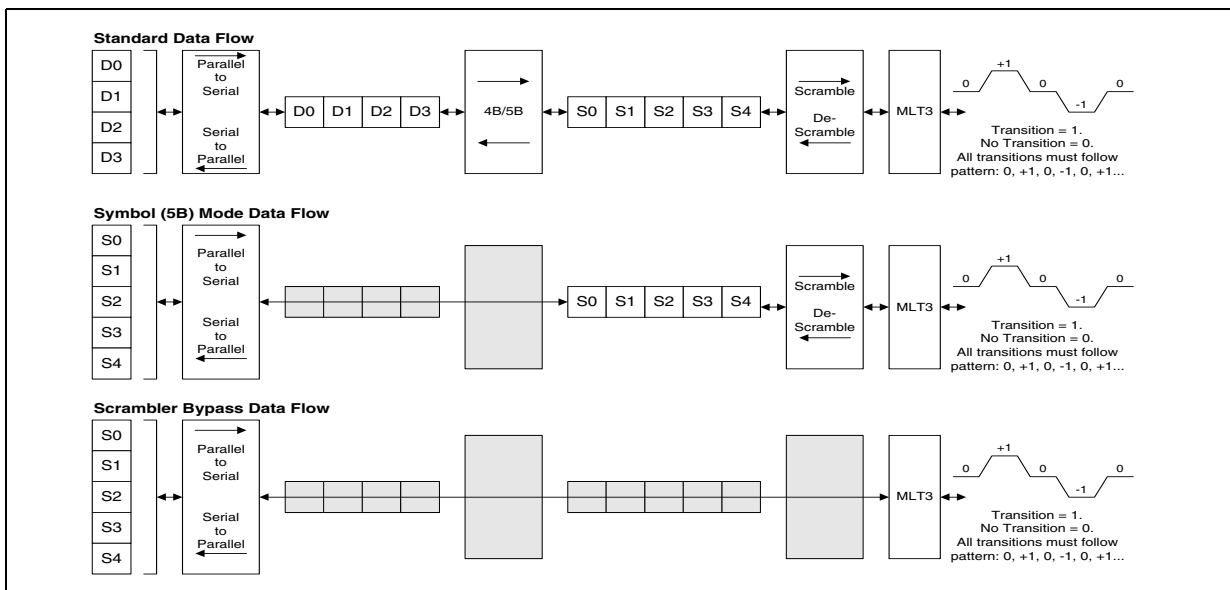 Standard Data Flow
D0
D1
D2
D3
Parallel
to
Serial
Serial
to
Parallel
D0 D1 D2 D3
4B/5B
S0 S1 S2 S3 S4
Scramble
De-
Scramble
MLT3
0 +1 0 -1 0
Transition = 1.
No Transition = 0.
All transitions must follow
pattern: 0, +1, 0, -1, 0, +1...
Symbol (5B) Mode Data Flow
S0
S1
S2
S3
S4
Parallel
to
Serial
Serial
to
Parallel
S0 S1 S2 S3 S4
Scramble
De-
Scramble
MLT3
0 +1 0 -1 0
Transition = 1.
No Transition = 0.
All transitions must follow
pattern: 0, +1, 0, -1, 0, +1...
Scrambler Bypass Data Flow
S0
S1
S2
S3
S4
Parallel
to
Serial
Serial
to
Parallel
MLT3
0 +1 0 -1 0
Transition = 1.
No Transition = 0.
All transitions must follow
pattern: 0, +1, 0, -1, 0, +1...